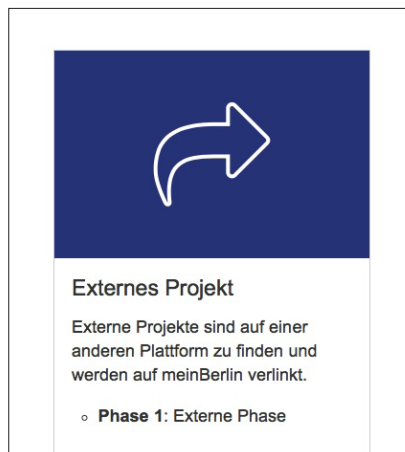 Externes Projekt
Externe Projekte sind auf einer
anderen Plattform zu finden und
werden auf meinBerlin verlinkt.
Phase 1: Externe Phase